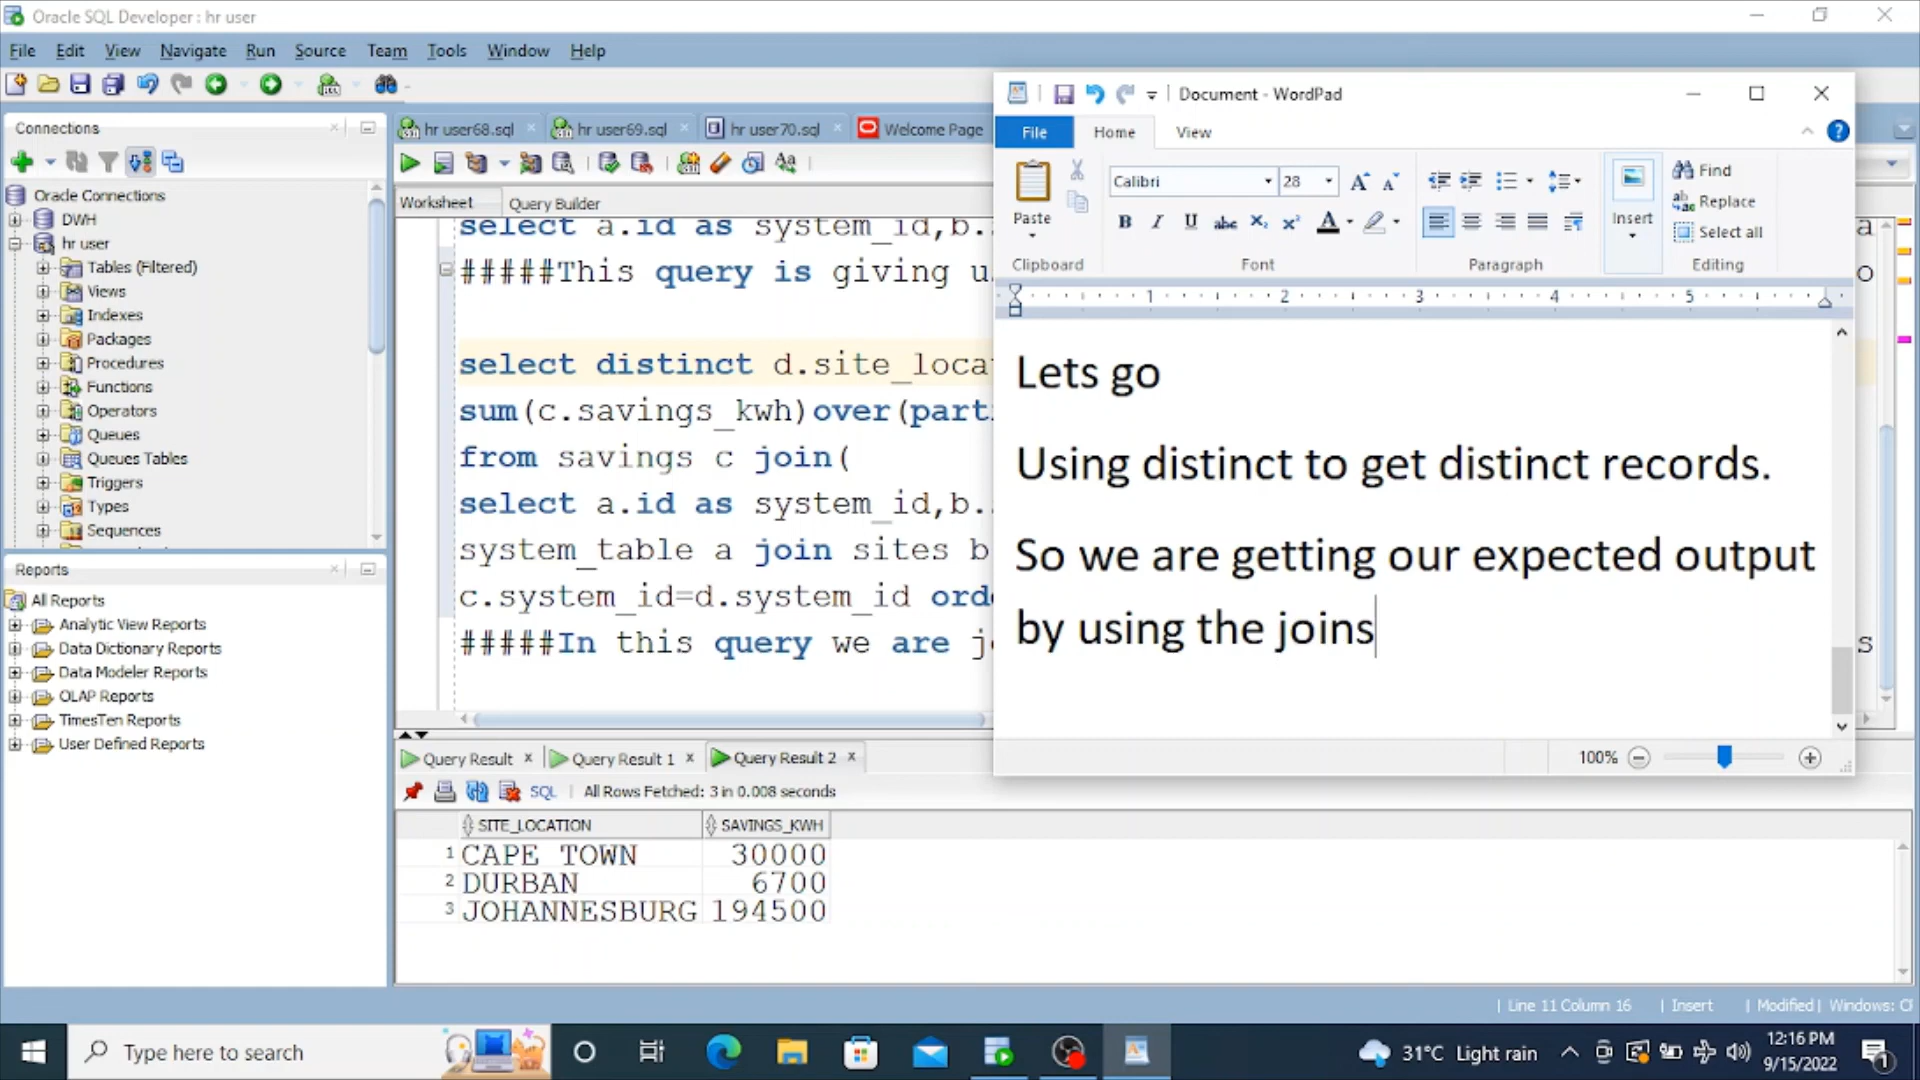 Oracle SQL Developer : hr user
File Edit View Navigate Run Source Team Tools Window Help
Connections
Oracle Connections
DWH
hr user
Tables (Filtered)
Views
Indexes
Packages
Procedures
Functions
Operators
Queues
Queues Tables
Triggers
Types
Sequences
Reports
All Reports
Analytic View Reports
Data Dictionary Reports
Data Modeler Reports
OLAP Reports
TimesTen Reports
User Defined Reports
hr user68.sql hr user69.sql hr user70.sql Welcome Page
Worksheet Query Builder
select a.id as system_id,b.
#####This query is giving u
select distinct d.site_loca
sum(c.savings_kwh)over(part
from savings c join(
select a.id as system_id,b.
system_table a join sites b
c.system_id=d.system_id ord
#####In this query we are j
Document - WordPad
File Home View
Calibri 28
Paste
Clipboard
Font
Paragraph
Insert
Find
Replace
Select all
Editing
1 2 3 4 5
Lets go
Using distinct to get distinct records.
So we are getting our expected output
by using the joins
100%
Query Result Query Result 1 Query Result 2
SQL All Rows Fetched: 3 in 0.008 seconds
SITE_LOCATION SAVINGS_KWH
1 CAPE TOWN 30000
2 DURBAN 6700
3 JOHANNESBURG 194500
Line 11 Column 16 Insert Modified Windows: C
Type here to search
31°C Light rain
12:16 PM
9/15/2022
1